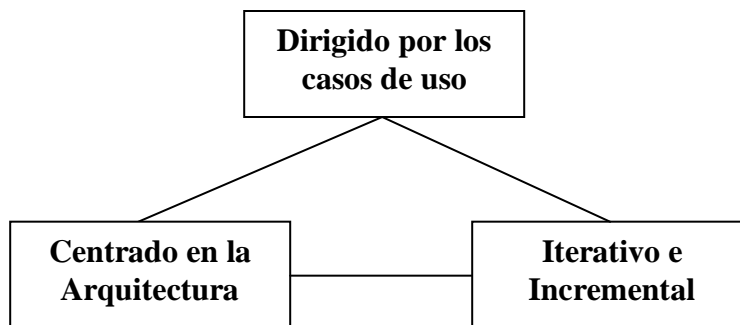 Dirigido por los
casos de uso
Centrado en la
Arquitectura
Iterativo e
Incremental